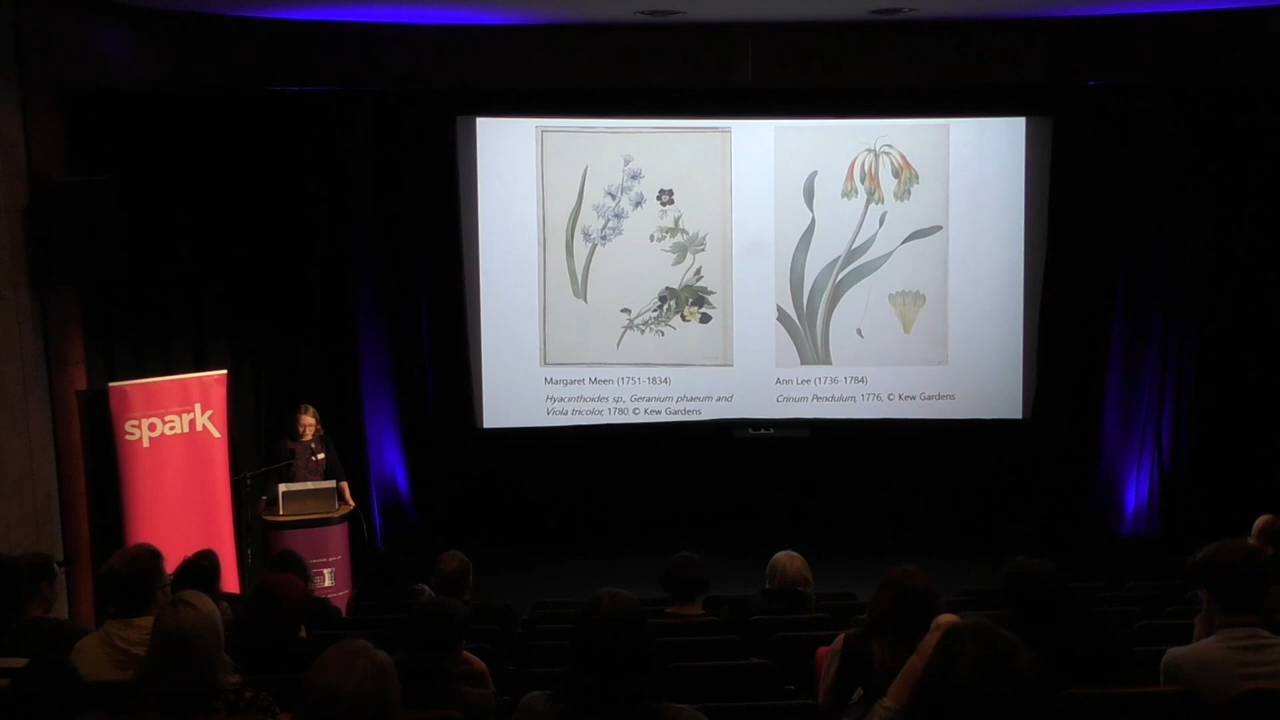 Margaret Meen (1751-1834)
Hyacinthoides sp., Geranium phaeum and
Viola tricolor, 1780 © Kew Gardens
Ann Lee (1736-1784)
Crinum Pendulum, 1776, © Kew Gardens
spark